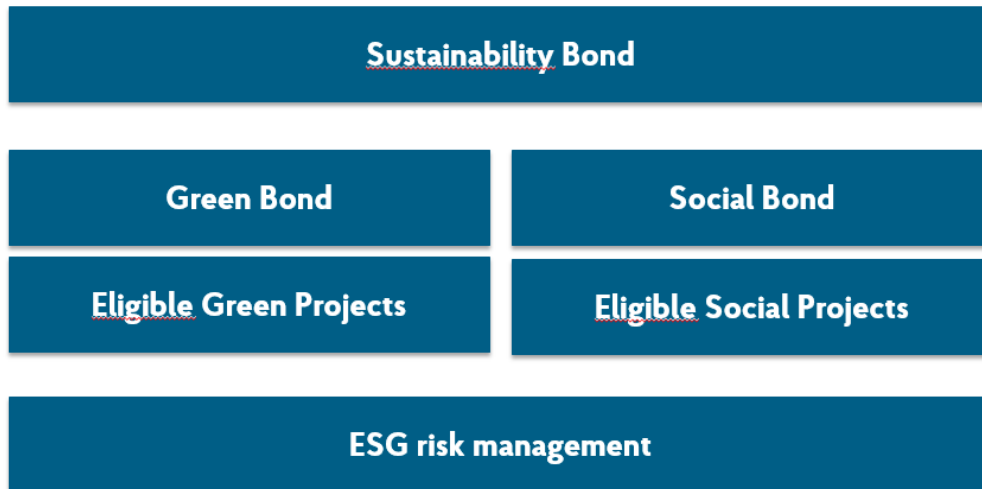 Sustainability Bond
Green Bond
Social Bond
Eligible Green Projects
Eligible Social Projects
ESG risk management